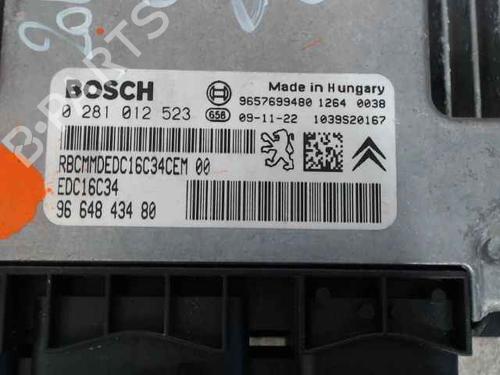 BOSCH
Made in Hungary
9657699480 1264 0038
0 281 012 523
658
09-11-22 1039S20167
RBCMMDEDC16C34CEM 00
EDC16C34
96 648 434 80
B-PARTS